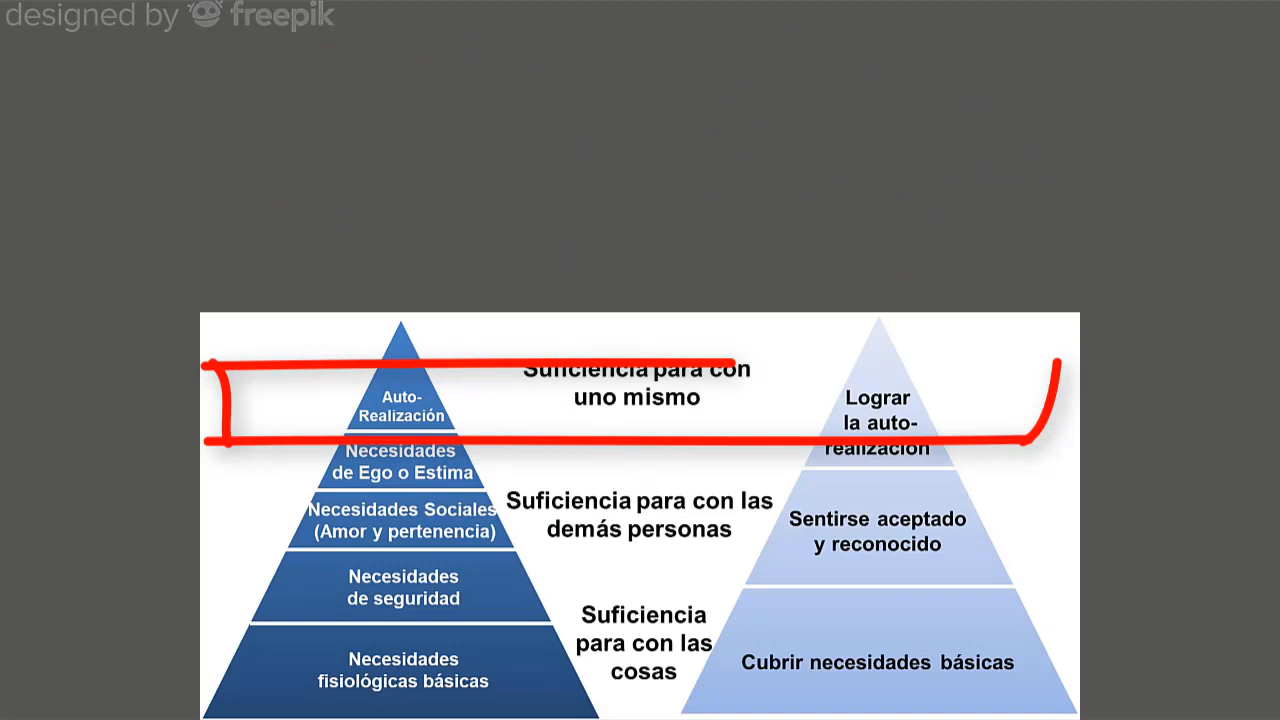 designed by freepik
Suficiencia para con
uno mismo
Auto-
Realización
Lograr
la auto-
realización
Necesidades
de Ego o Estima
Suficiencia para con las
demás personas
Necesidades Sociales
(Amor y pertenencia)
Sentirse aceptado
y reconocido
Necesidades
de seguridad
Suficiencia
para con las
cosas
Necesidades
fisiológicas básicas
Cubrir necesidades básicas